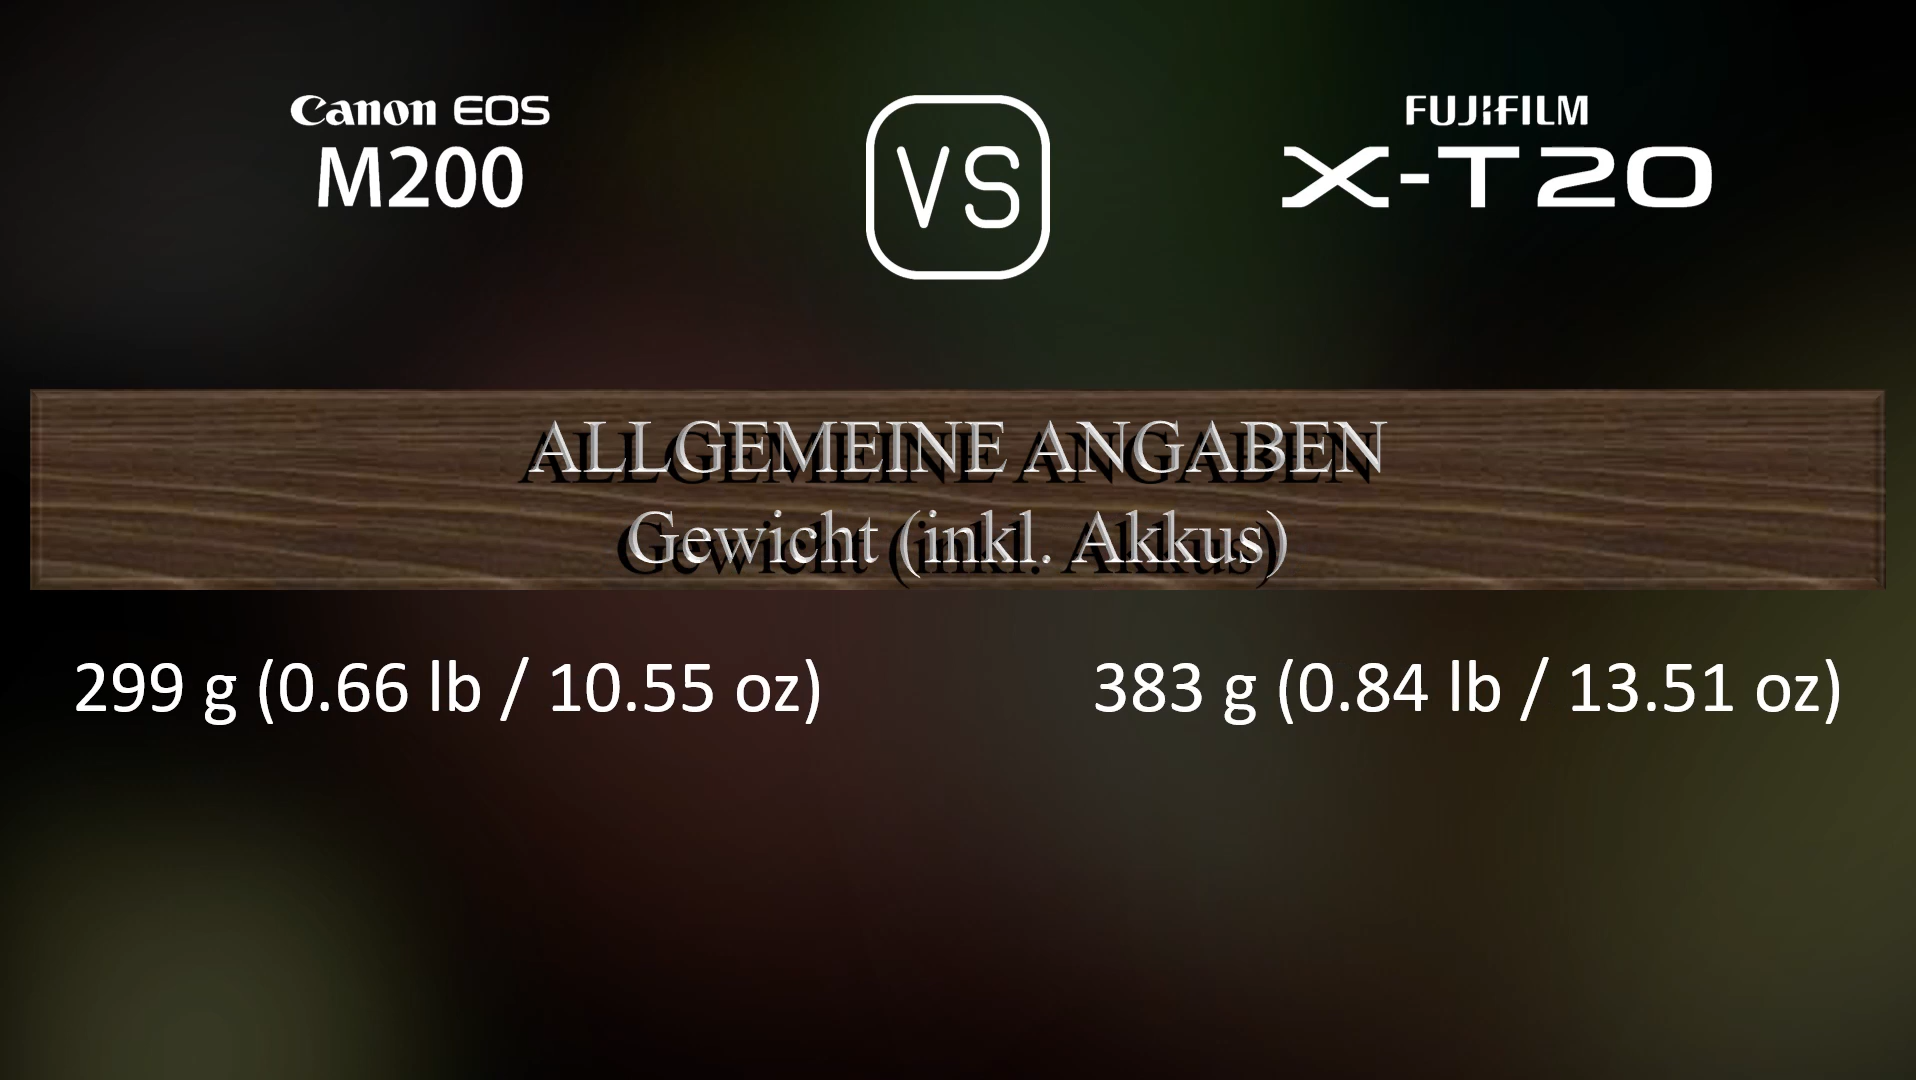 Canon EOS
M200
VS
FUJIFILM
X-T20
ALLGEMEINE ANGABEN
Gewicht (inkl. Akkus)
299 g (0.66 lb / 10.55 oz)
383 g (0.84 lb / 13.51 oz)